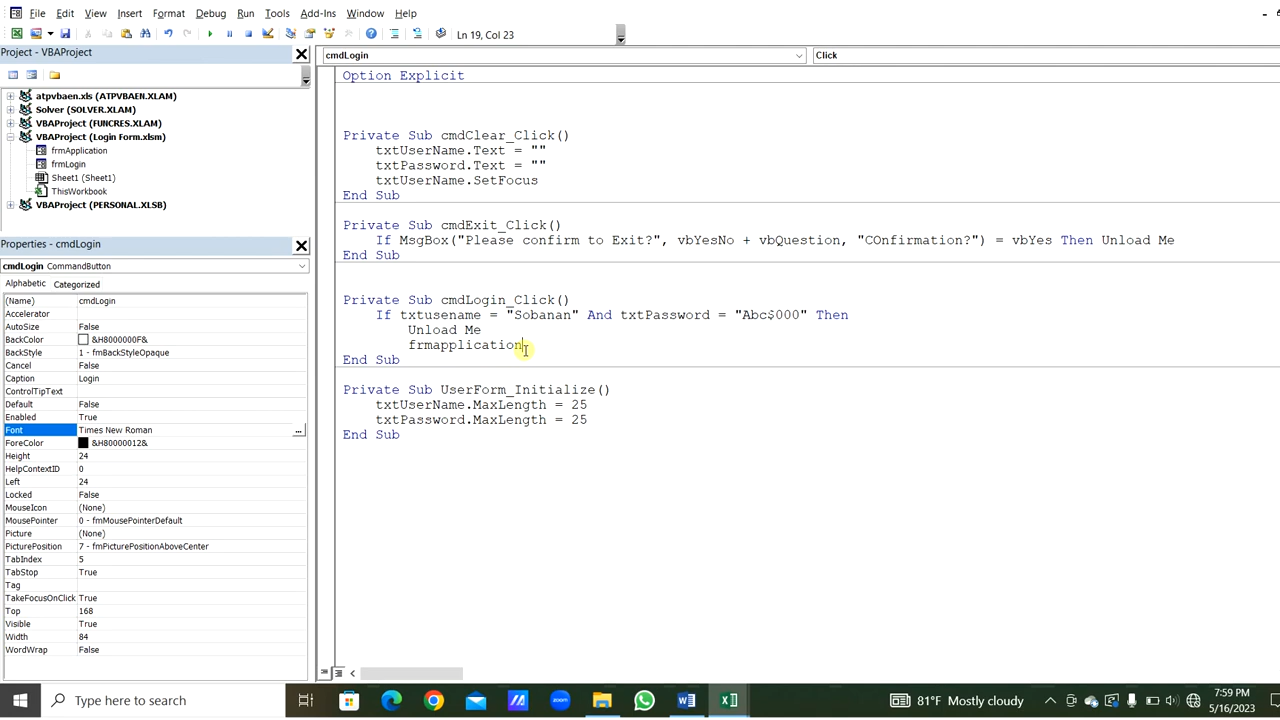 File Edit View Insert Format Debug Run Tools Add-Ins Window Help
Ln 19, Col 23
Project - VBAProject
cmdLogin
Click
atpvbaen.xls (ATPVBAEN.XLAM)
Solver (SOLVER.XLAM)
VBAProject (FUNCRES.XLAM)
VBAProject (Login Form.xlsm)
frmApplication
frmLogin
Sheet1 (Sheet1)
ThisWorkbook
VBAProject (PERSONAL.XLSB)
Properties - cmdLogin
cmdLogin CommandButton
Alphabetic Categorized
(Name) cmdLogin
Accelerator
AutoSize False
BackColor &H8000000F&
BackStyle 1 - fmBackStyleOpaque
Cancel False
Caption Login
ControlTipText
Default False
Enabled True
Font Times New Roman ...
ForeColor &H80000012&
Height 24
HelpContextID 0
Left 24
Locked False
MouseIcon (None)
MousePointer 0 - fmMousePointerDefault
Picture (None)
PicturePosition 7 - fmPicturePositionAboveCenter
TabIndex 5
TabStop True
Tag
TakeFocusOnClick True
Top 168
Visible True
Width 84
WordWrap False
Option Explicit
Private Sub cmdClear_Click()
txtUserName.Text = ""
txtPassword.Text = ""
txtUserName.SetFocus
End Sub
Private Sub cmdExit_Click()
If MsgBox("Please confirm to Exit?", vbYesNo + vbQuestion, "COnfirmation?") = vbYes Then Unload Me
End Sub
Private Sub cmdLogin_Click()
If txtusename = "Sobanan" And txtPassword = "Abc$000" Then
Unload Me
frmapplication
End Sub
Private Sub UserForm_Initialize()
txtUserName.MaxLength = 25
txtPassword.MaxLength = 25
End Sub
Type here to search
81°F Mostly cloudy
7:59 PM
5/16/2023